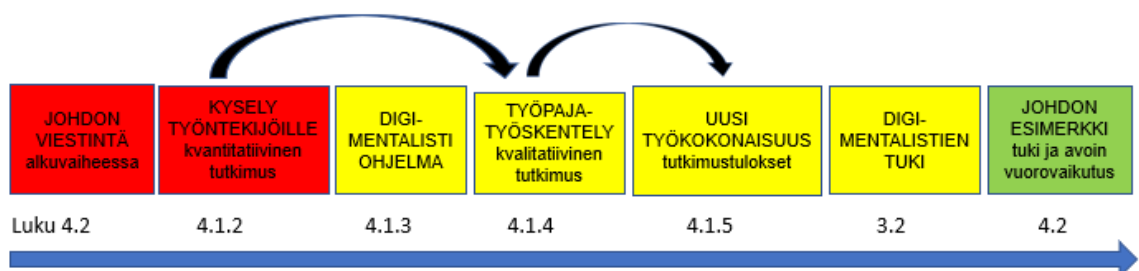 JOHDON
VIESTINTÄ
alkuvaiheessa
KYSELY
TYÖNTEKIJÖILLE
kvantitatiivinen
tutkimus
DIGI-
MENTALISTI
OHJELMA
TYÖPAJA-
TYÖSKENTELY
kvalitatiivinen
tutkimus
UUSI
TYÖKOKONAISUUS
tutkimustulokset
DIGI-
MENTALISTIEN
TUKI
JOHDON
ESIMERKKI
tuki ja avoin
vuorovaikutus
Luku 4.2
4.1.2
4.1.3
4.1.4
4.1.5
3.2
4.2